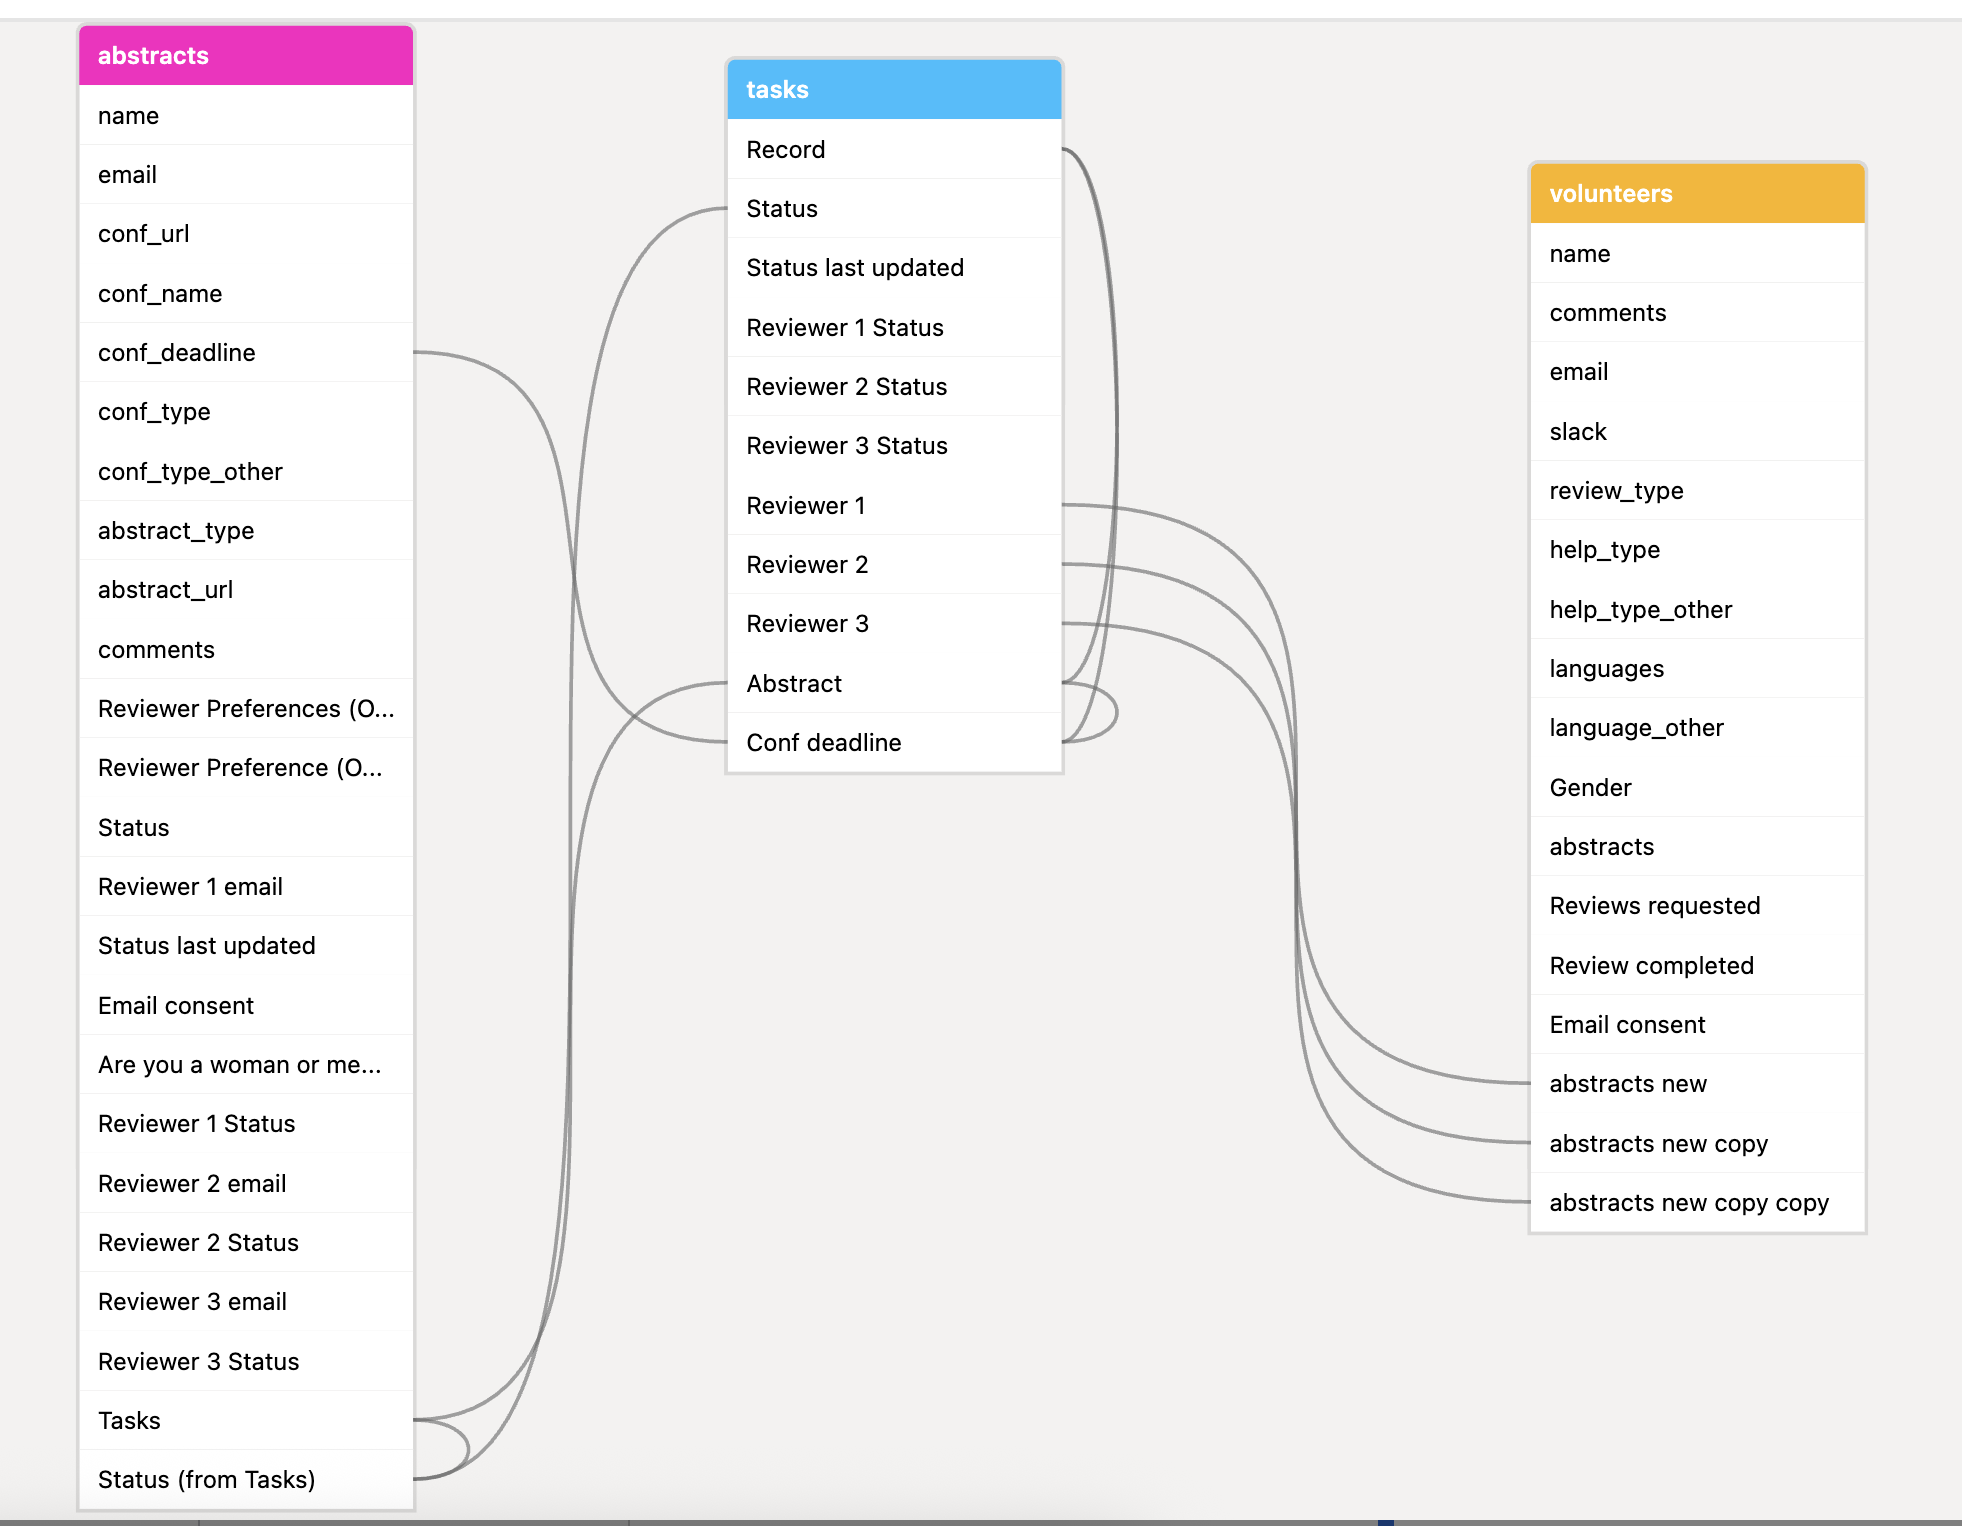 abstracts
name
email
conf_url
conf_name
conf_deadline
conf_type
conf_type_other
abstract_type
abstract_url
comments
Reviewer Preferences (O...
Reviewer Preference (O...
Status
Reviewer 1 email
Status last updated
Email consent
Are you a woman or me...
Reviewer 1 Status
Reviewer 2 email
Reviewer 2 Status
Reviewer 3 email
Reviewer 3 Status
Tasks
Status (from Tasks)
tasks
Record
Status
Status last updated
Reviewer 1 Status
Reviewer 2 Status
Reviewer 3 Status
Reviewer 1
Reviewer 2
Reviewer 3
Abstract
Conf deadline
volunteers
name
comments
email
slack
review_type
help_type
help_type_other
languages
language_other
Gender
abstracts
Reviews requested
Review completed
Email consent
abstracts new
abstracts new copy
abstracts new copy copy